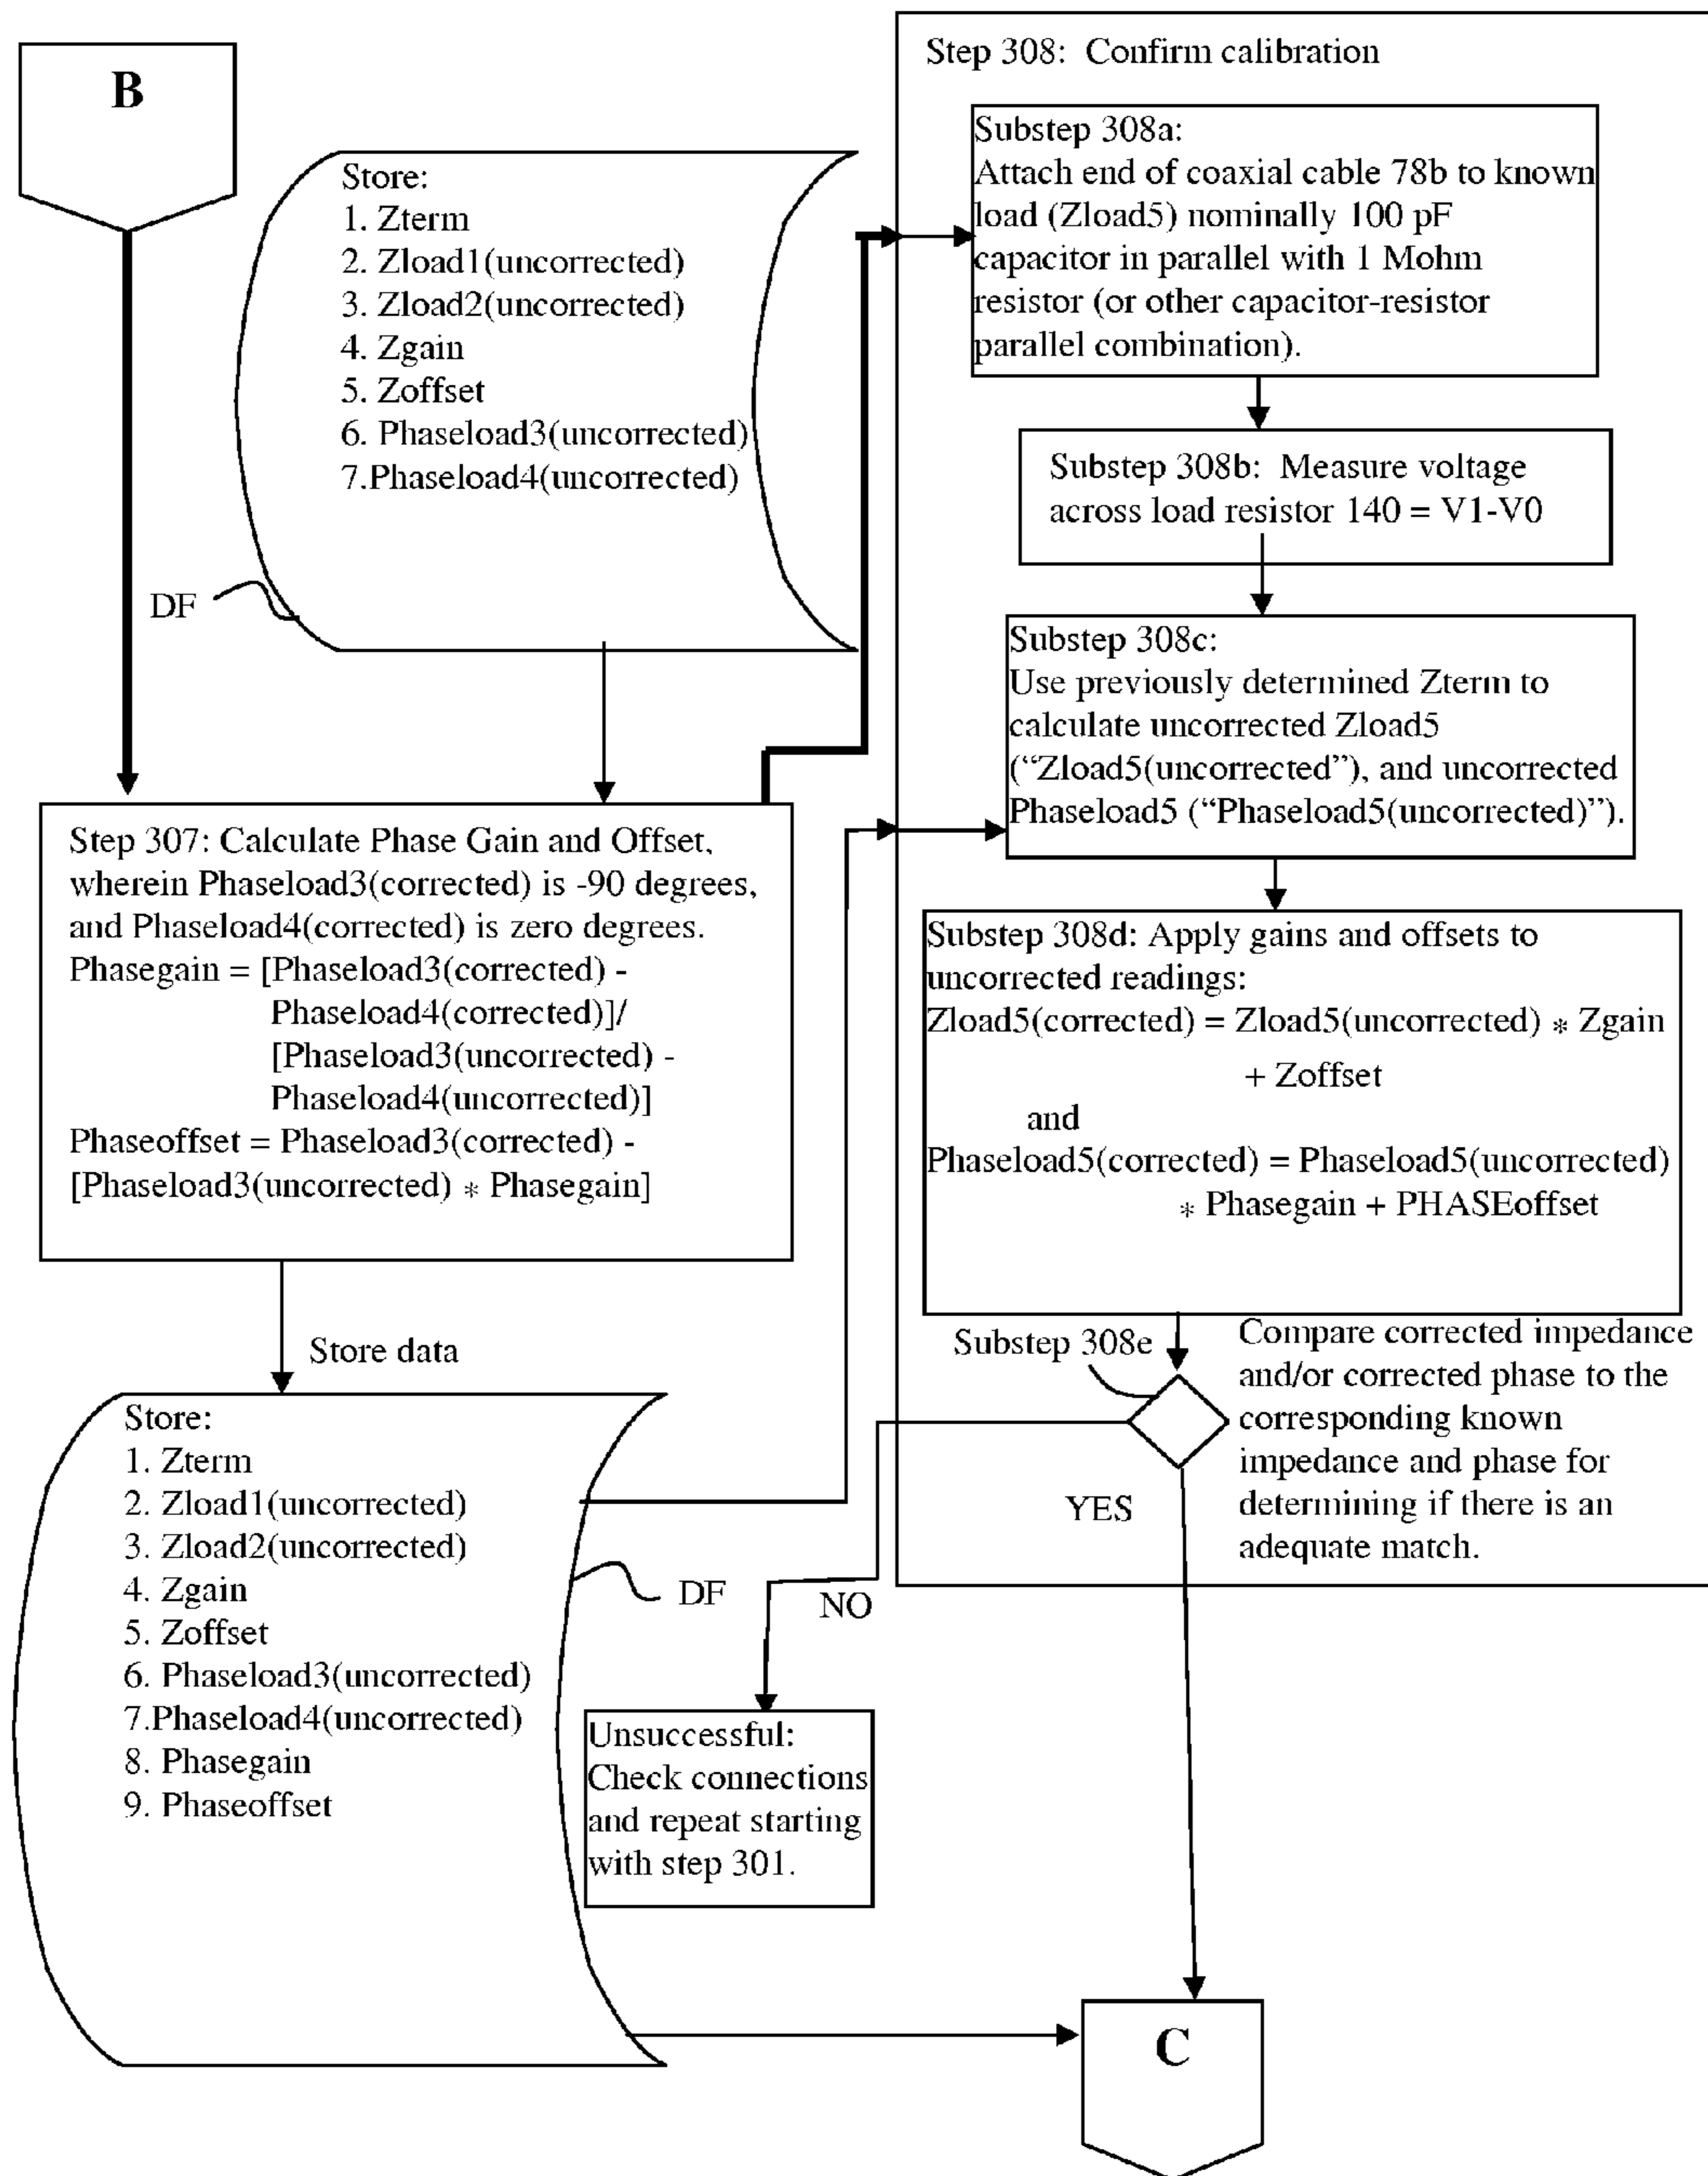 B
Store:
1. Zterm
2. Zload1(uncorrected)
3. Zload2(uncorrected)
4. Zgain
5. Zoffset
6. Phaseload3(uncorrected)
7.Phaseload4(uncorrected)
DF
Step 307: Calculate Phase Gain and Offset,
wherein Phaseload3(corrected) is -90 degrees,
and Phaseload4(corrected) is zero degrees.
Phasegain = [Phaseload3(corrected) -
Phaseload4(corrected)]/
[Phaseload3(uncorrected) -
Phaseload4(uncorrected)]
Phaseoffset = Phaseload3(corrected) -
[Phaseload3(uncorrected) * Phasegain]
Store data
Store:
1. Zterm
2. Zload1(uncorrected)
3. Zload2(uncorrected)
4. Zgain
5. Zoffset
6. Phaseload3(uncorrected)
7.Phaseload4(uncorrected)
8. Phasegain
9. Phaseoffset
DF
Step 308: Confirm calibration
Substep 308a:
Attach end of coaxial cable 78b to known
load (Zload5) nominally 100 pF
capacitor in parallel with 1 Mohm
resistor (or other capacitor-resistor
parallel combination).
Substep 308b: Measure voltage
across load resistor 140 = V1-V0
Substep 308c:
Use previously determined Zterm to
calculate uncorrected Zload5
(“Zload5(uncorrected”), and uncorrected
Phaseload5 (“Phaseload5(uncorrected)”).
Substep 308d: Apply gains and offsets to
uncorrected readings:
Zload5(corrected) = Zload5(uncorrected) * Zgain
+ Zoffset
and
Phaseload5(corrected) = Phaseload5(uncorrected)
* Phasegain + PHASEoffset
Substep 308e
Compare corrected impedance
and/or corrected phase to the
corresponding known
impedance and phase for
determining if there is an
adequate match.
YES
NO
Unsuccessful:
Check connections
and repeat starting
with step 301.
C